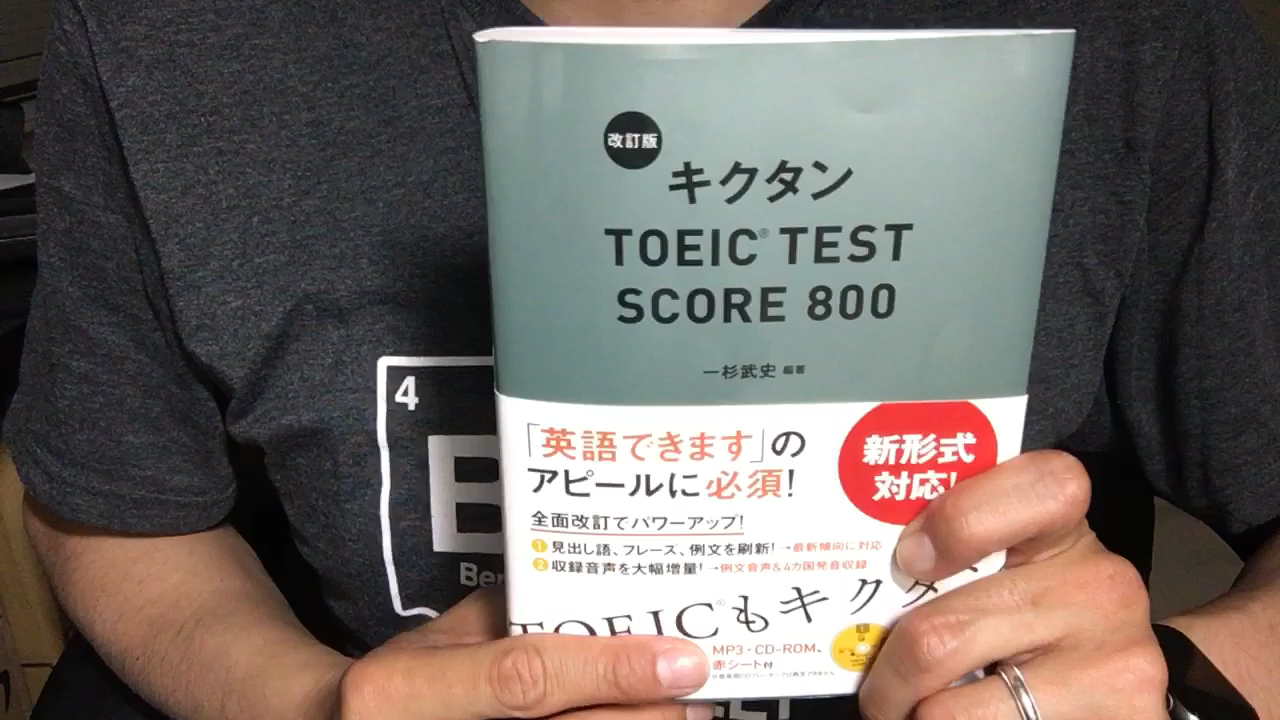 改訂版
キクタン
TOEIC® TEST
SCORE 800
一杉武史 編著
「英語できます」の
アピールに必須!
新形式
対応!
全面改訂でパワーアップ!
1 見出し語、フレーズ、例文を刷新!→最新傾向に対応
2 収録音声を大幅増量!→例文音声&4カ国発音収録
TOEIC®もキクタン
MP3・CD-ROM、
赤シート付
4
B
Ber